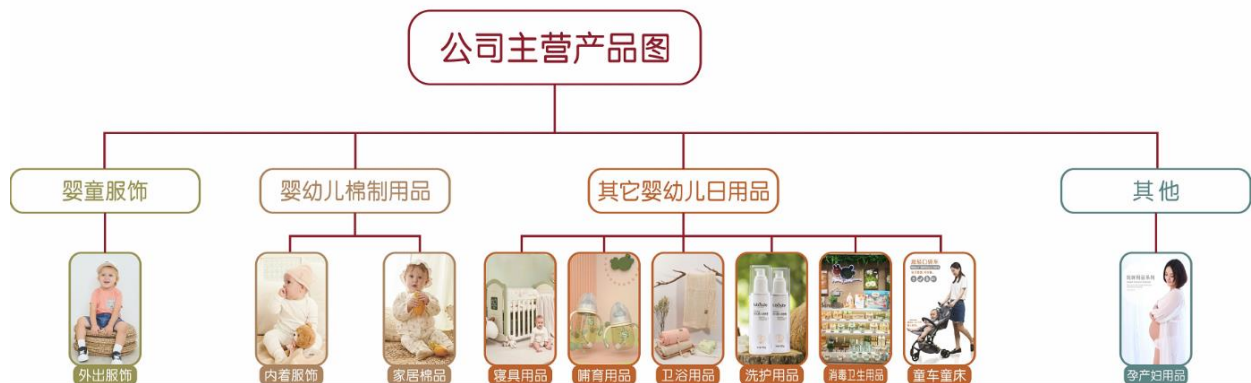 公司主营产品图
婴童服饰
婴幼儿棉制用品
其它婴幼儿日用品
其他
外出服饰
内着服饰
家居棉品
寝具用品
哺育用品
卫浴用品
洗护用品
消毒卫生用品
童车童床
孕产妇用品